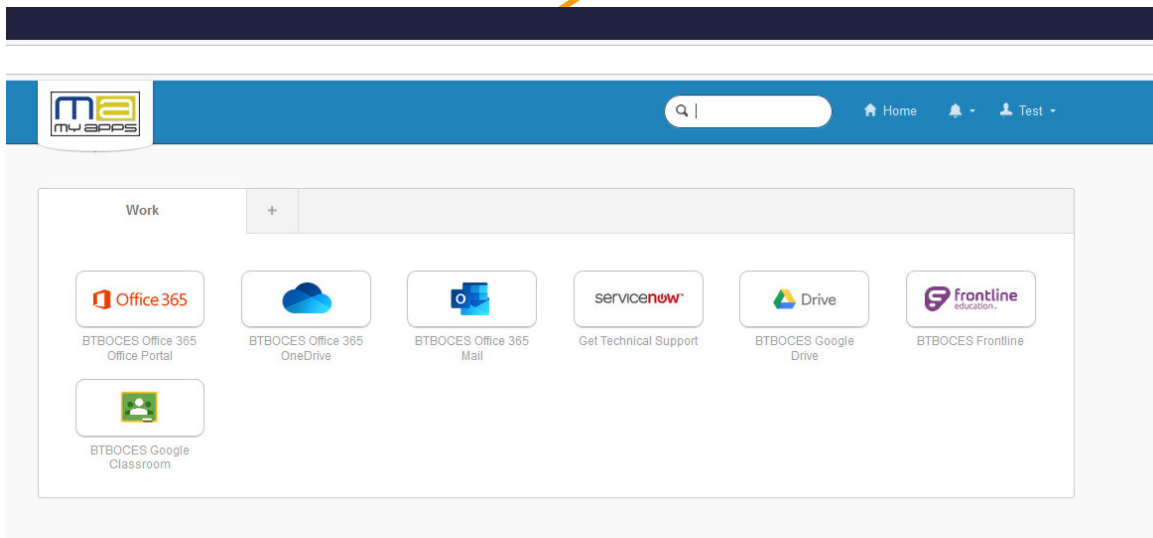 ma
my apps
Home
Test
Work
+
Office 365
servicenow
Drive
frontline
education
BTBOCES Office 365
Office Portal
BTBOCES Office 365
OneDrive
BTBOCES Office 365
Mail
Get Technical Support
BTBOCES Google
Drive
BTBOCES Frontline
BTBOCES Google
Classroom